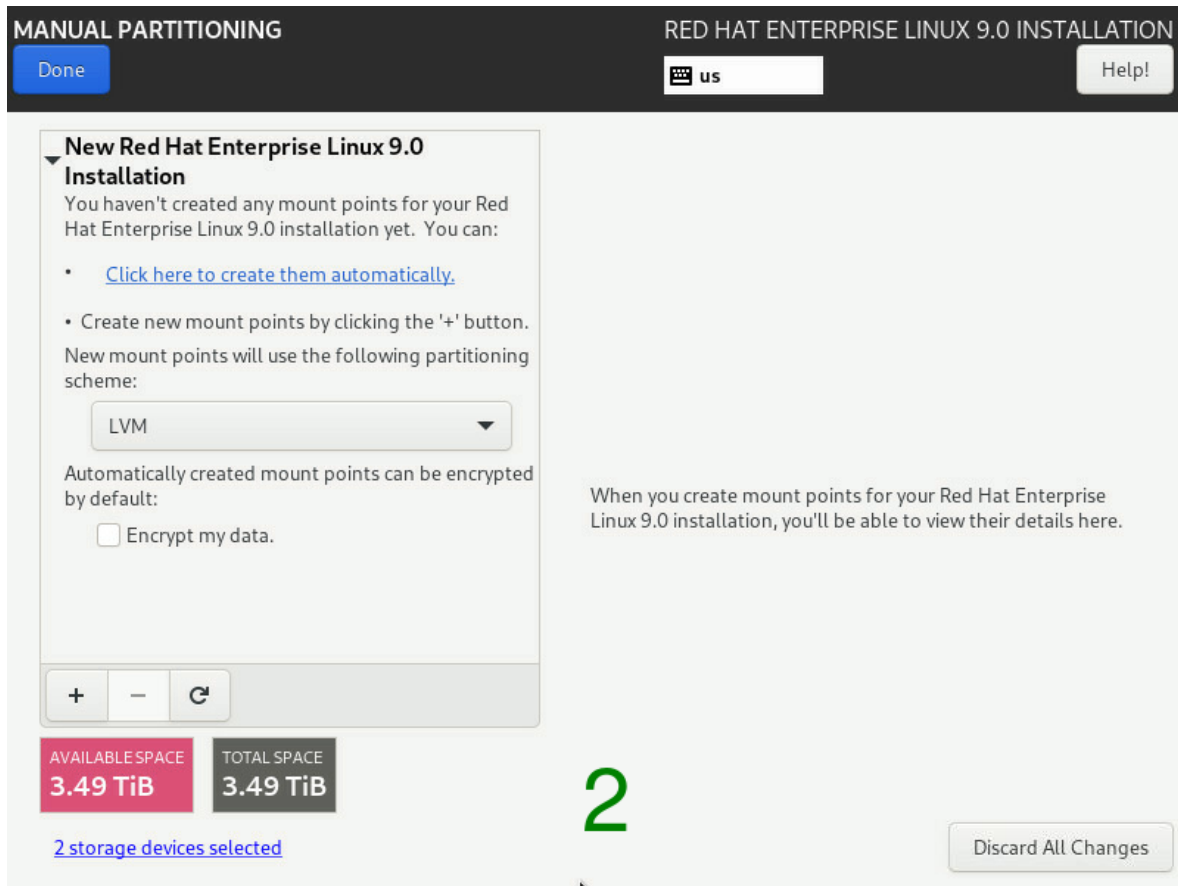 MANUAL PARTITIONING
RED HAT ENTERPRISE LINUX 9.0 INSTALLATION
Done
us
Help!
New Red Hat Enterprise Linux 9.0
Installation
You haven't created any mount points for your Red
Hat Enterprise Linux 9.0 installation yet. You can:
• Click here to create them automatically.
• Create new mount points by clicking the '+' button.
New mount points will use the following partitioning
scheme:
LVM
Automatically created mount points can be encrypted
by default:
Encrypt my data.
When you create mount points for your Red Hat Enterprise
Linux 9.0 installation, you'll be able to view their details here.
+ −
AVAILABLE SPACE
3.49 TiB
TOTAL SPACE
3.49 TiB
2
2 storage devices selected
Discard All Changes